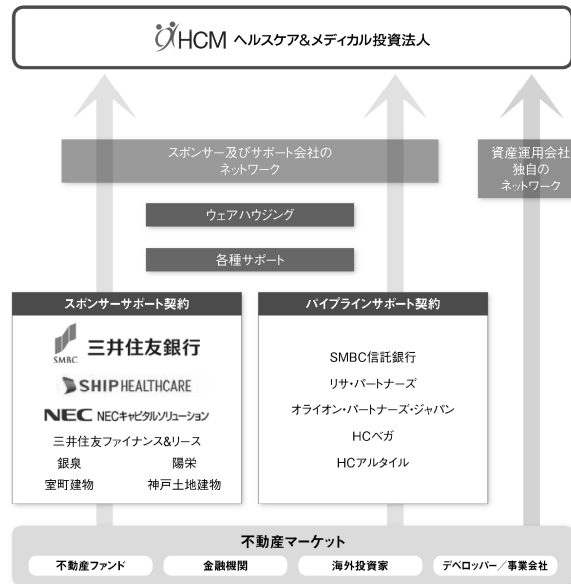 HCM ヘルスケア&メディカル投資法人
スポンサー及びサポート会社の
ネットワーク
資産運用会社
独自の
ネットワーク
ウェアハウジング
各種サポート
スポンサーサポート契約
SMBC 三井住友銀行
SHIP HEALTHCARE
NEC NECキャピタルソリューション
三井住友ファイナンス&リース
銀泉 陽栄
室町建物 神戸土地建物
パイプラインサポート契約
SMBC信託銀行
リサ・パートナーズ
オライオン・パートナーズ・ジャパン
HCベガ
HCアルタイル
不動産マーケット
不動産ファンド 金融機関 海外投資家 デベロッパー／事業会社